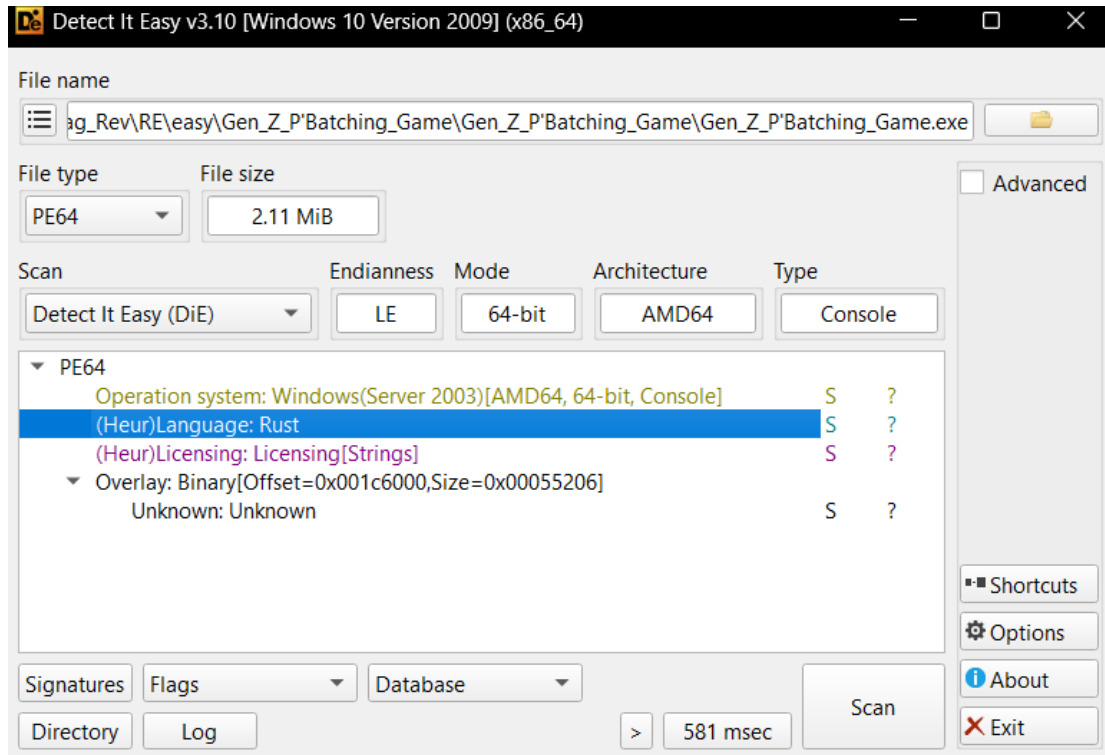 Detect It Easy v3.10 [Windows 10 Version 2009] (x86_64)
File name
ag_Rev\RE\easy\Gen_Z_P'Batching_Game\Gen_Z_P'Batching_Game\Gen_Z_P'Batching_Game.exe
File type File size
Advanced
PE64 2.11 MiB
Scan Endianness Mode Architecture Type
Detect It Easy (DiE) LE 64-bit AMD64 Console
PE64
Operation system: Windows(Server 2003)[AMD64, 64-bit, Console] S ?
(Heur)Language: Rust S ?
(Heur)Licensing: Licensing[Strings] S ?
Overlay: Binary[Offset=0x001c6000,Size=0x00055206]
Unknown: Unknown S ?
Shortcuts
Options
Signatures Flags Database Scan About
Directory Log > 581 msec Exit